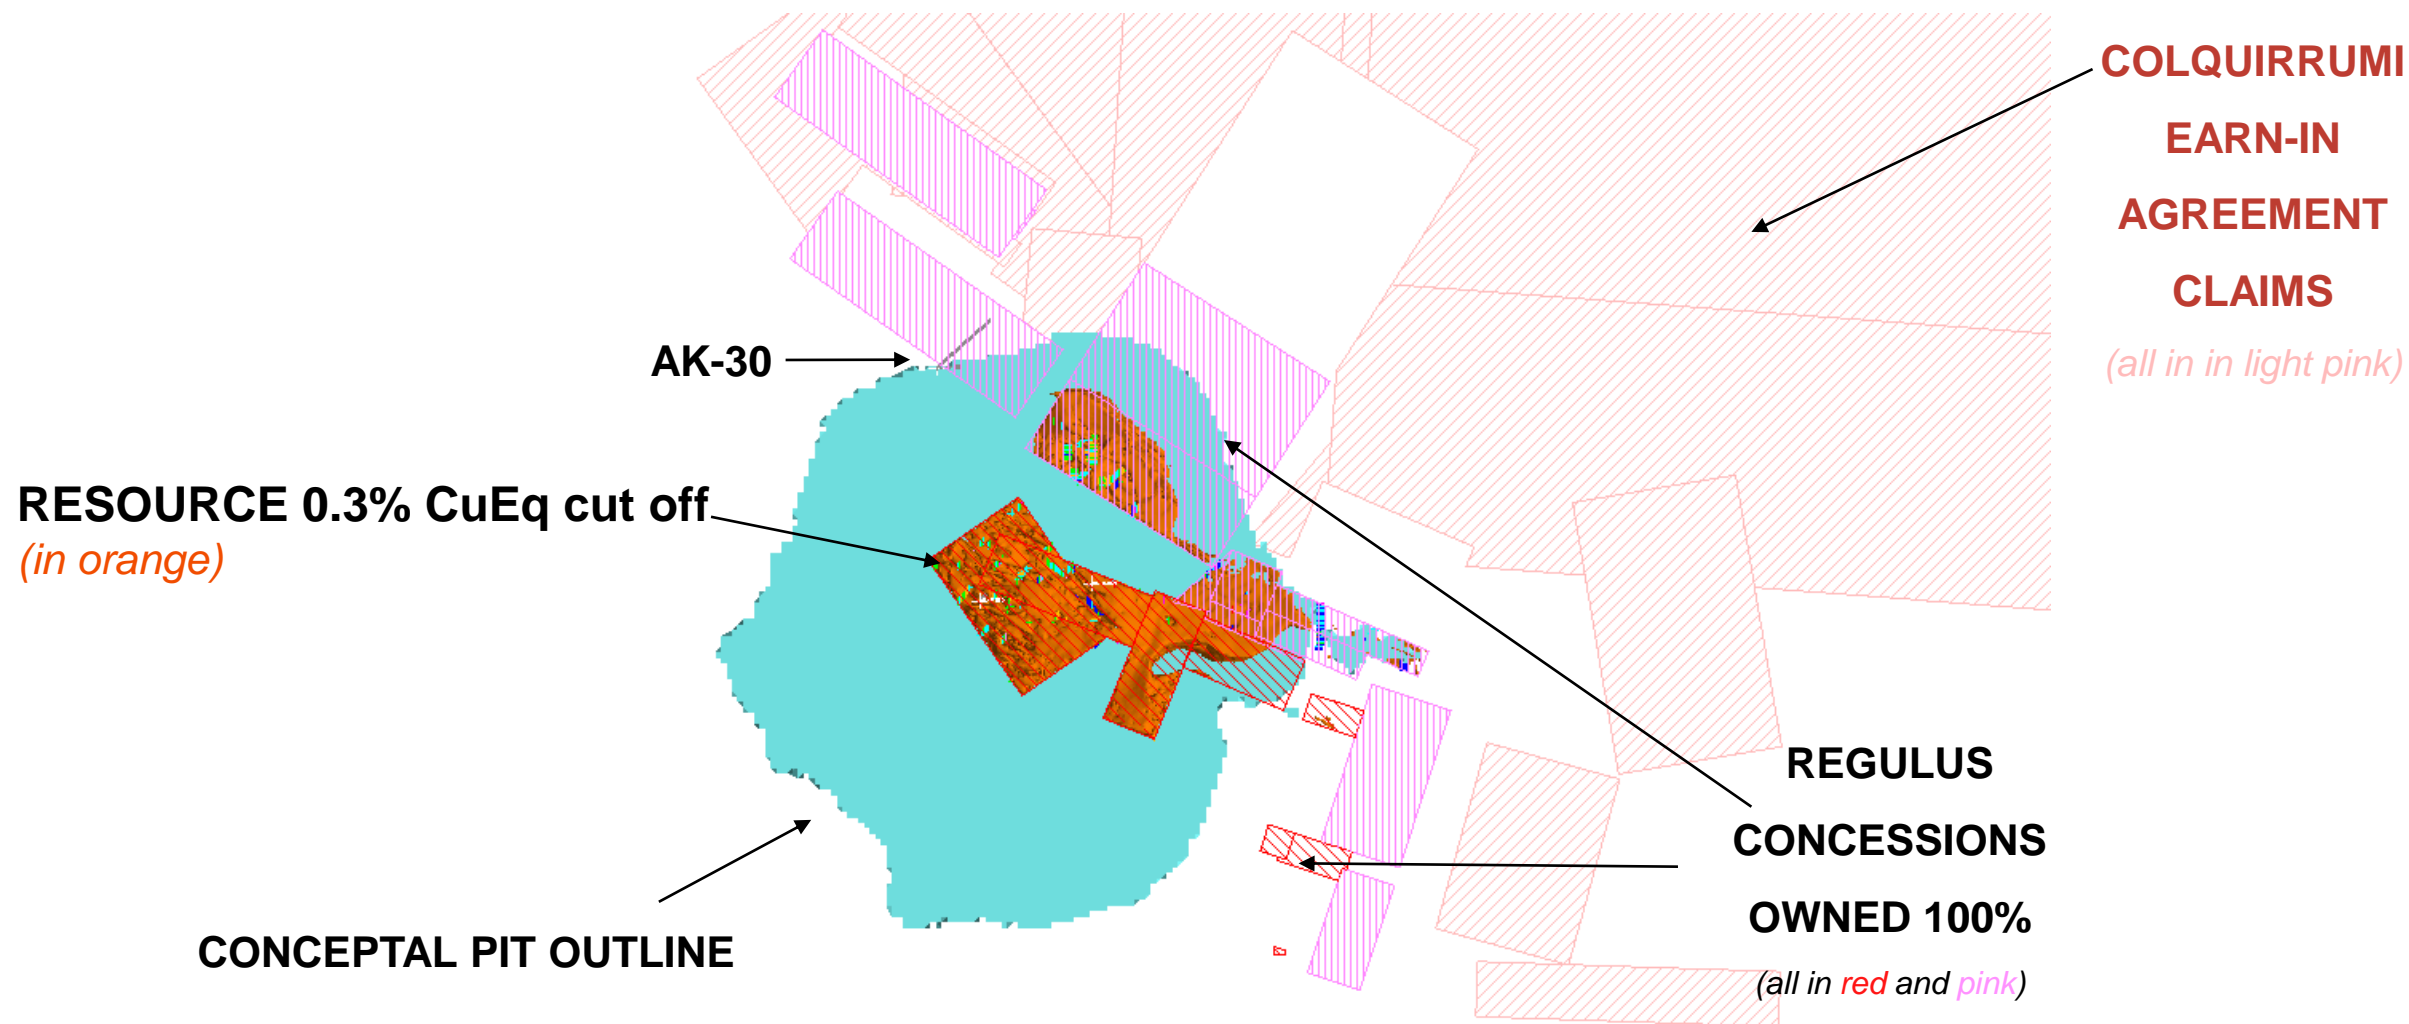 COLQUIRRUMI
EARN-IN
AGREEMENT
CLAIMS
(all in in light pink)
AK-30
RESOURCE 0.3% CuEq cut off
(in orange)
REGULUS
CONCESSIONS
OWNED 100%
(all in red and pink)
CONCEPTAL PIT OUTLINE